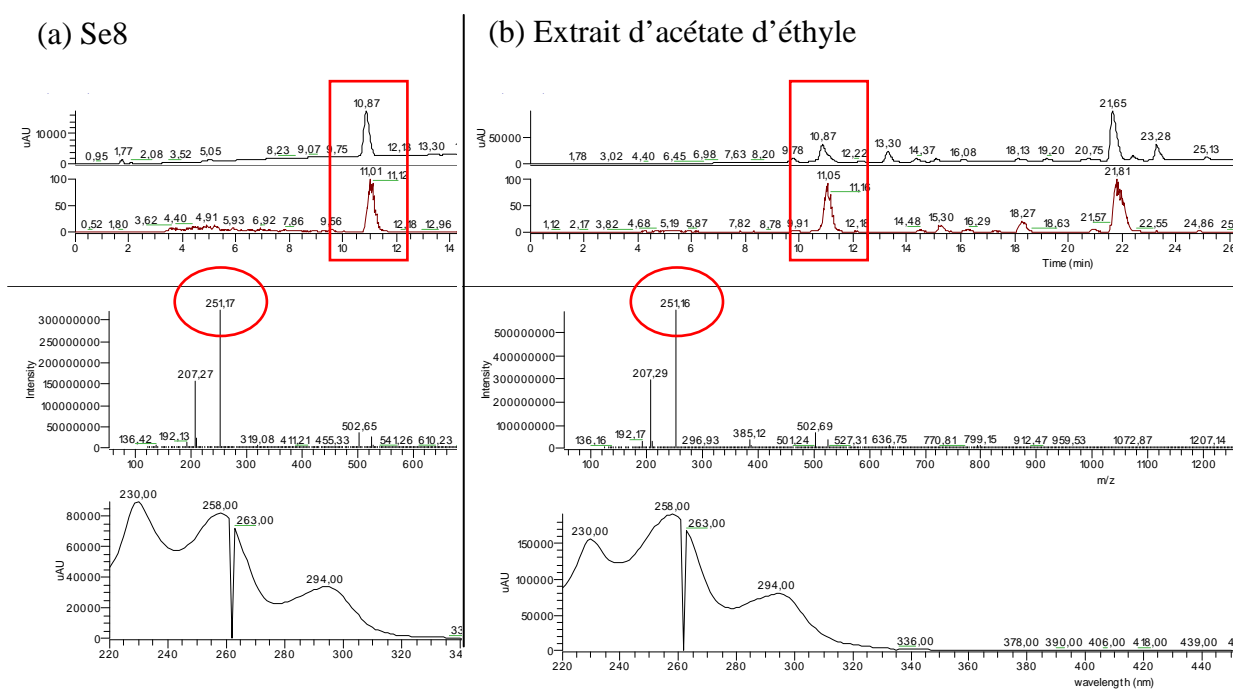 (a) Se8
(b) Extrait d’acétate d’éthyle
10,87
uAU
10000
0
0,95 1,77 2,08 3,52 5,05 8,23 9,07 9,75 12,13 13,30
100
50
0
11,01
11,12
0,52 1,80 3,62 4,40 4,91 5,93 6,92 7,86 9,56 12,18 12,96
0 2 4 6 8 10 12 14
21,65
uAU
50000
0
1,78 3,02 4,40 6,45 6,98 7,63 8,20 9,78 10,87 12,22 13,30 14,37 16,08 18,13 19,20 20,75 23,28 25,13
100
50
0
11,05
11,16
21,81
1,12 2,17 3,82 4,68 5,19 5,87 7,82 8,78 9,91 12,18 14,48 15,30 16,29 18,27 18,63 21,57 22,55 24,86
0 2 4 6 8 10 12 14 16 18 20 22 24 26
Time (min)
251,17
Intensity
300000000
250000000
200000000
150000000
100000000
50000000
0
207,27
136,42 192,13 319,08 411,21 455,33 502,65 541,26 610,23
100 200 300 400 500 600
251,16
Intensity
500000000
400000000
300000000
200000000
100000000
0
207,29
136,16 192,17 296,93 385,12 501,24 502,69 527,31 636,75 770,81 799,15 912,47 959,53 1072,87 1207,14
100 200 300 400 500 600 700 800 900 1000 1100 1200
m/z
230,00
258,00
263,00
294,00
uAU
80000
60000
40000
20000
0
220 240 260 280 300 320 340
258,00
230,00
263,00
294,00
uAU
150000
100000
50000
0
336,00 378,00 390,00 406,00 418,00 439,00
220 240 260 280 300 320 340 360 380 400 420 440
wavelength (nm)